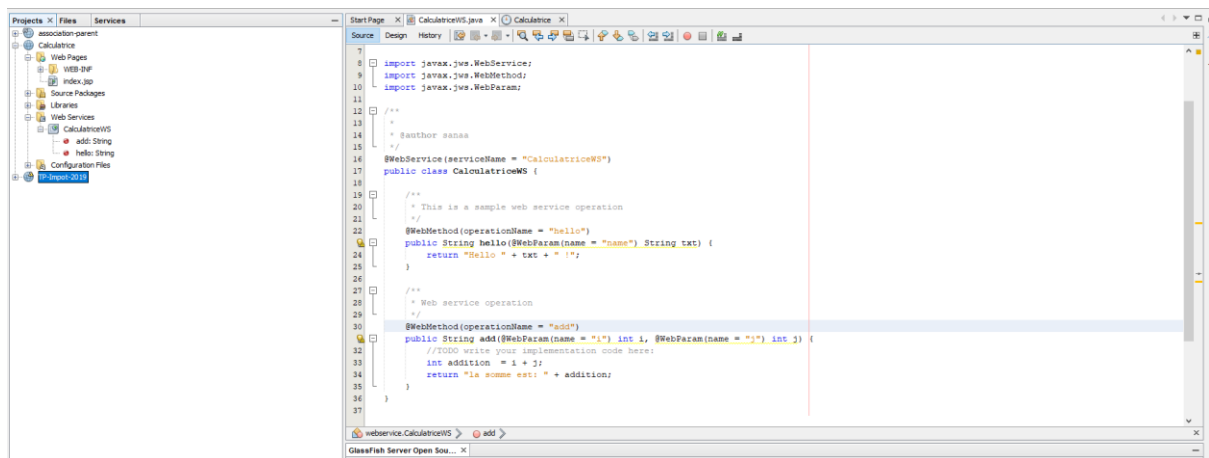 Projects X Files Services
association-parent
Calculatrice
Web Pages
WEB-INF
index.jsp
Source Packages
Libraries
Web Services
CalculatriceWS
add: String
hello: String
Configuration Files
TP-Impot-2019
Start Page X CalculatriceWS.java X Calculatrice X
Source Design History
7
8 import javax.jws.WebService;
9 import javax.jws.WebMethod;
10 import javax.jws.WebParam;
11
12 /**
13 *
14 * @author sanaa
15 */
16 @WebService(serviceName = "CalculatriceWS")
17 public class CalculatriceWS {
18
19 /**
20 * This is a sample web service operation
21 */
22 @WebMethod(operationName = "hello")
public String hello(@WebParam(name = "name") String txt) {
24 return "Hello " + txt + " !";
25 }
26
27 /**
28 * Web service operation
29 */
30 @WebMethod(operationName = "add")
public String add(@WebParam(name = "i") int i, @WebParam(name = "j") int j) {
32 //TODO write your implementation code here:
33 int addition = i + j;
34 return "la somme est: " + addition;
35 }
36 }
37
webservice.CalculatriceWS > add >
GlassFish Server Open Sou... X